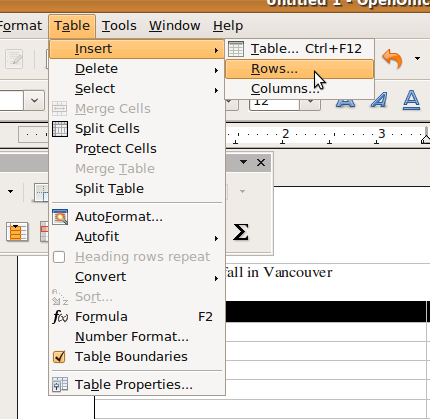 Untitled 1 - OpenOffic
Format Table Tools Window Help
Insert
Table... Ctrl+F12
Delete
Rows...
Select
Columns...
Merge Cells
12
Split Cells
Protect Cells
2 3
Merge Table
Split Table
AutoFormat...
Autofit
Σ
Heading rows repeat
fall in Vancouver
Convert
Sort...
Formula F2
Number Format...
Table Boundaries
Table Properties...